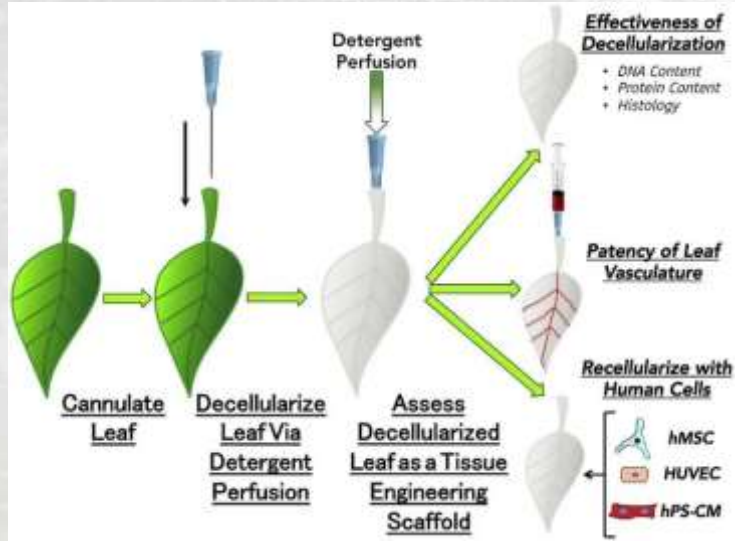 Detergent
Perfusion
Effectiveness of
Decellularization
• DNA Content
• Protein Content
• Histology
Patency of Leaf
Vasculature
Recellularize with
Human Cells
hMSC
HUVEC
hPS-CM
Cannulate
Leaf
Decellularize
Leaf Via
Detergent
Perfusion
Assess
Decellularized
Leaf as a Tissue
Engineering
Scaffold